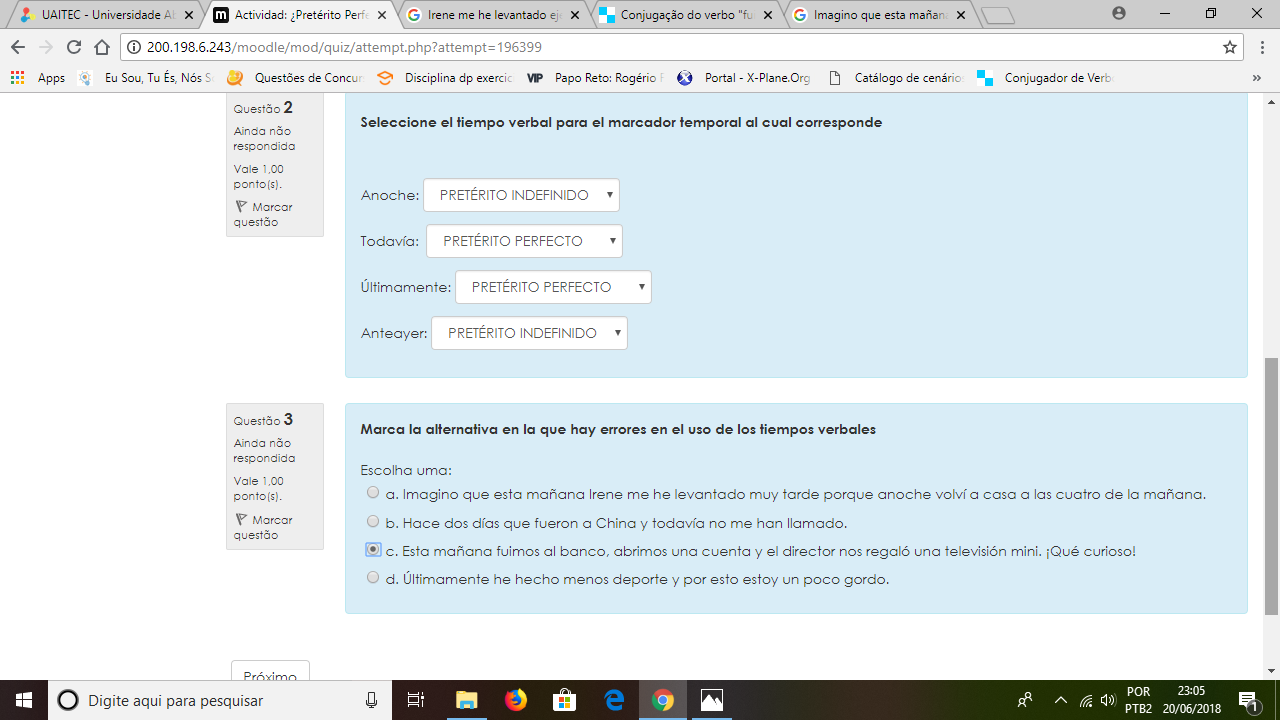 UAITEC - Universidade Al
Actividad: ¿Pretérito Perfe
Irene me he levantado eje
Conjugação do verbo "fu
Imagino que esta mañan
200.198.6.243/moodle/mod/quiz/attempt.php?attempt=196399
Apps
Eu Sou, Tu És, Nós S
Questões de Concur
Disciplina dp exercic
VIP
Papo Reto: Rogério F
Portal - X-Plane.Org
Catálogo de cenário
Conjugador de Verb
»
Questão 2
Ainda não
respondida
Vale 1,00
ponto(s).
Marcar
questão
Seleccione el tiempo verbal para el marcador temporal al cual corresponde
Anoche: PRETÉRITO INDEFINIDO
Todavía: PRETÉRITO PERFECTO
Últimamente: PRETÉRITO PERFECTO
Anteayer: PRETÉRITO INDEFINIDO
Questão 3
Ainda não
respondida
Vale 1,00
ponto(s).
Marcar
questão
Marca la alternativa en la que hay errores en el uso de los tiempos verbales
Escolha uma:
a. Imagino que esta mañana Irene me he levantado muy tarde porque anoche volví a casa a las cuatro de la mañana.
b. Hace dos días que fueron a China y todavía no me han llamado.
c. Esta mañana fuimos al banco, abrimos una cuenta y el director nos regaló una televisión mini. ¡Qué curioso!
d. Últimamente he hecho menos deporte y por esto estoy un poco gordo.
Próximo
Digite aqui para pesquisar
POR
PTB2
23:05
20/06/2018
1